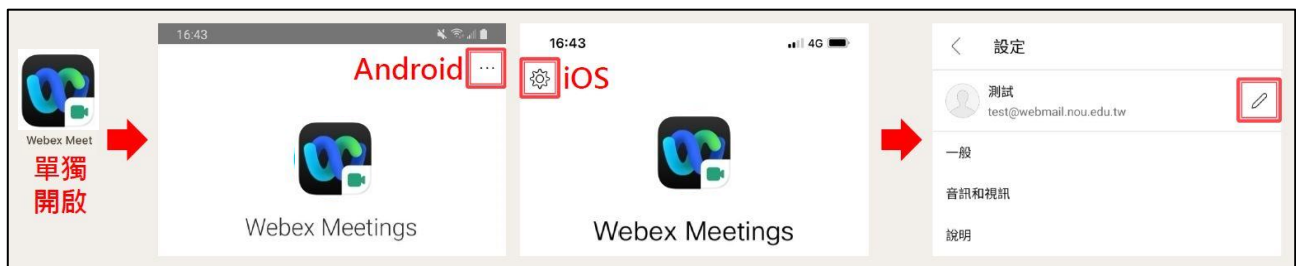 Webex Meet
單獨
開啟
16:43
Android
Webex Meetings
16:43
4G
iOS
Webex Meetings
設定
測試
test@webmail.nou.edu.tw
一般
音訊和視訊
說明